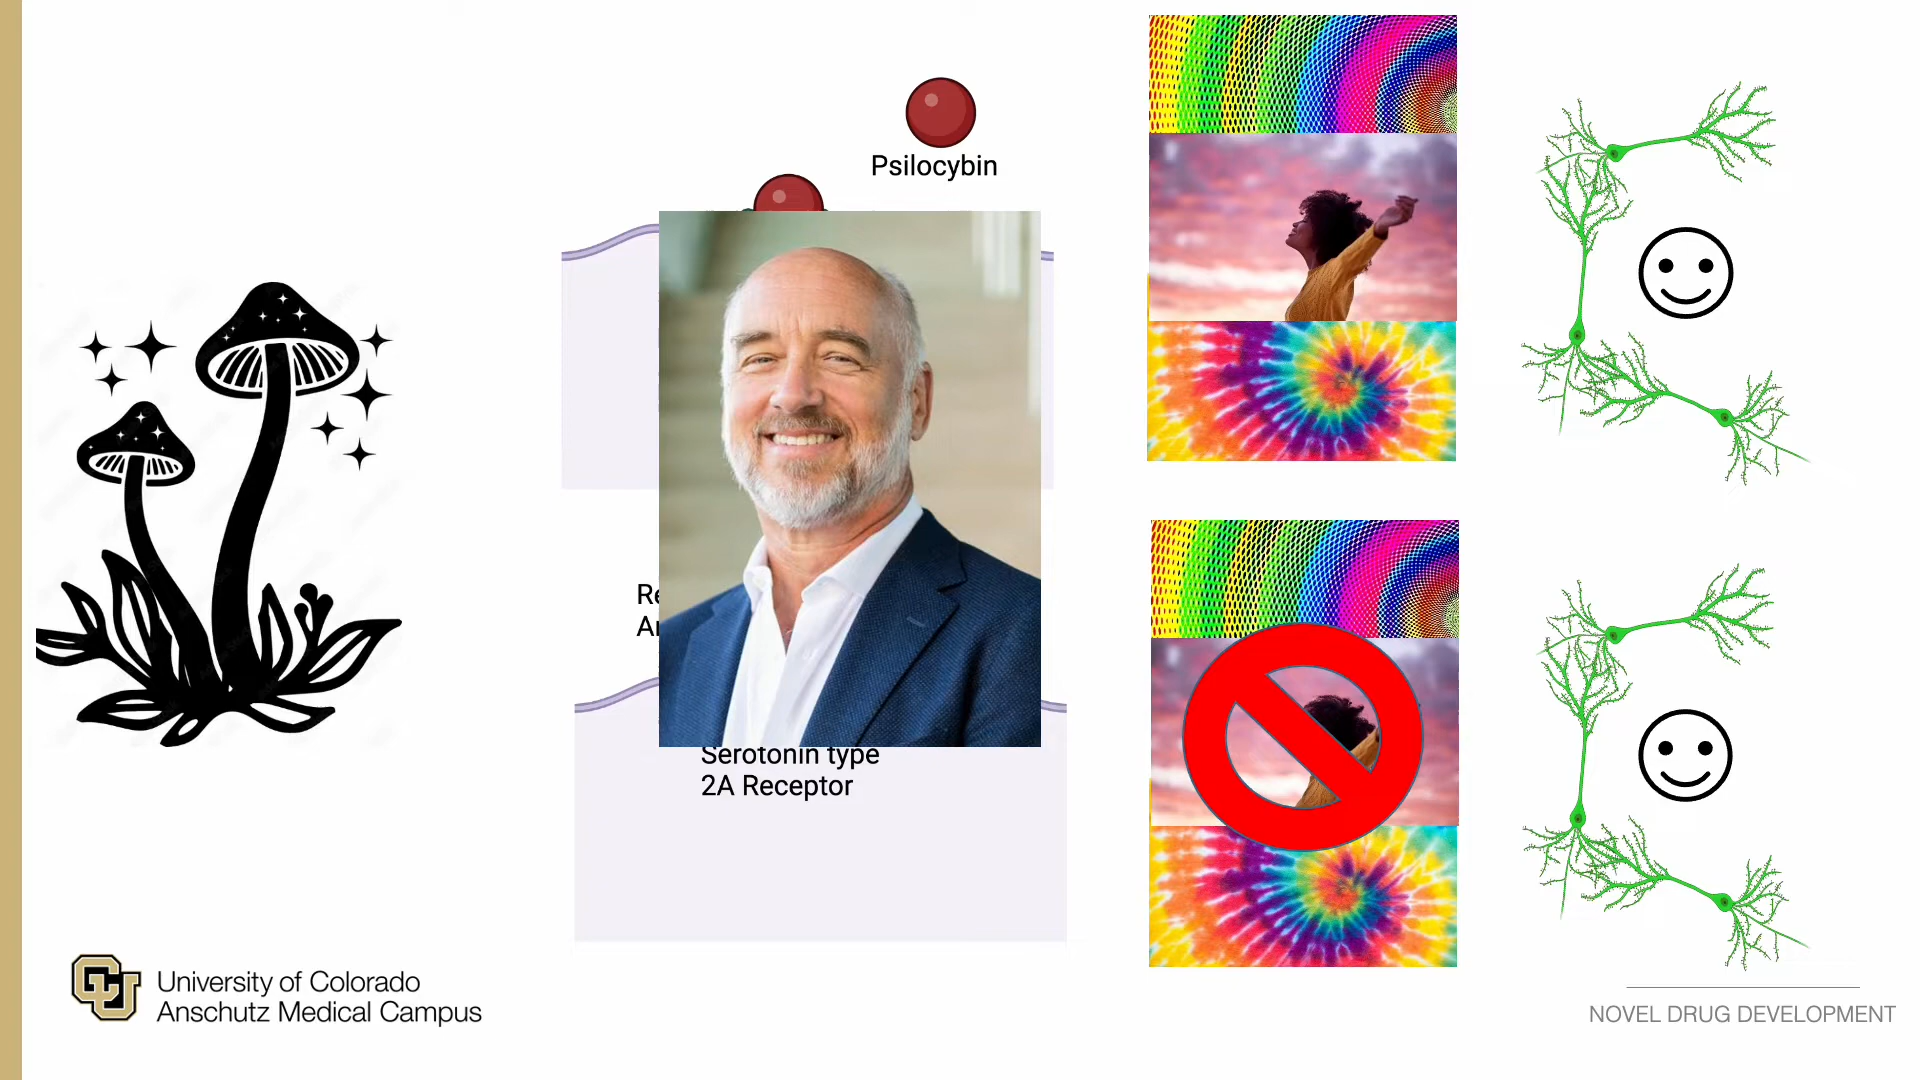 Psilocybin
Serotonin type
2A Receptor
University of Colorado
Anschutz Medical Campus
NOVEL DRUG DEVELOPMENT